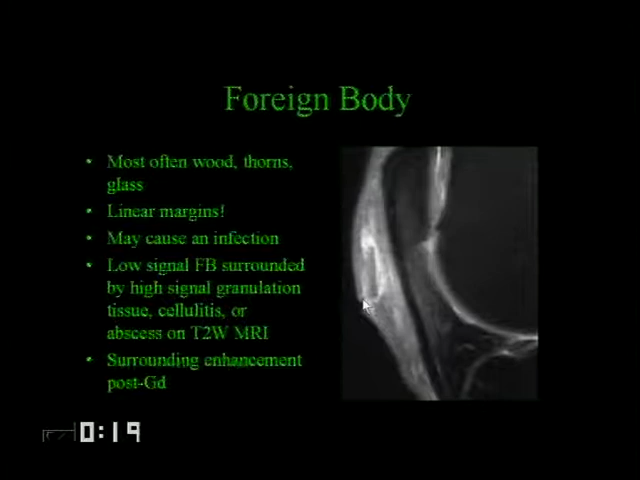 Foreign Body
• Most often wood, thorns,
glass
• Linear margins!
• May cause an infection
• Low signal FB surrounded
by high signal granulation
tissue, cellulitis, or
abscess on T2W MRI
• Surrounding enhancement
post-Gd
0:19